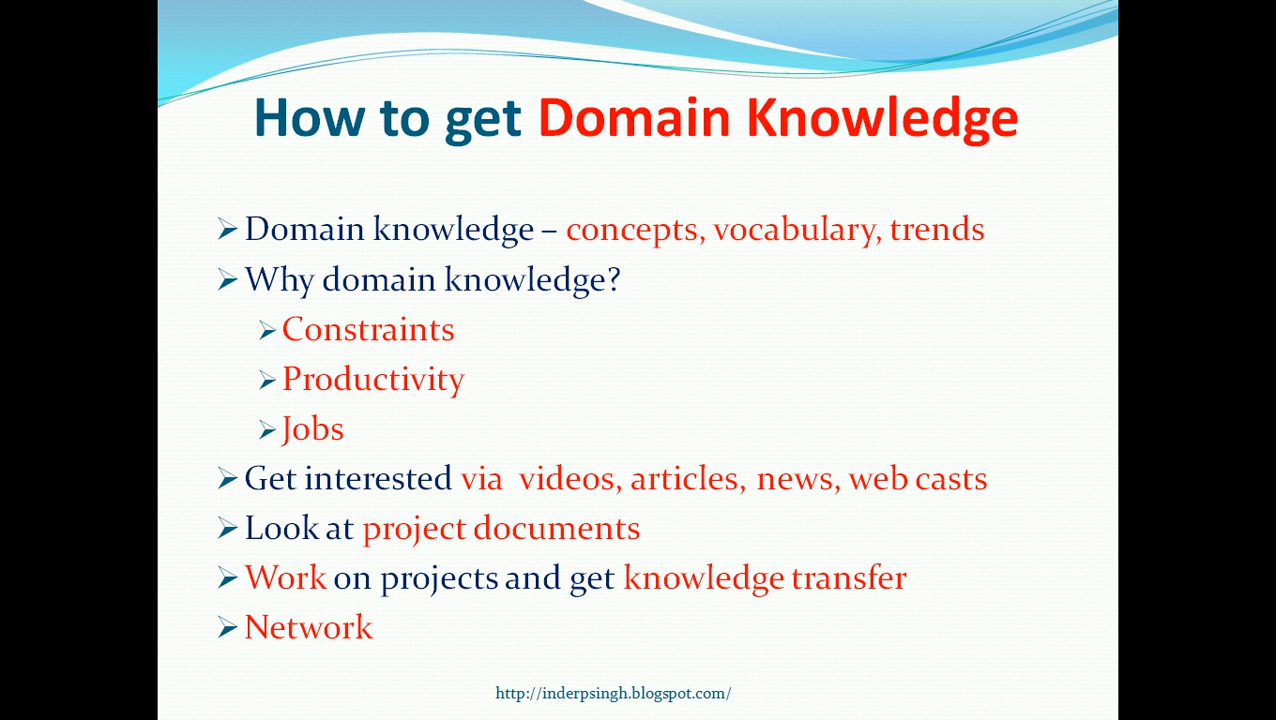 How to get Domain Knowledge
Domain knowledge – concepts, vocabulary, trends
Why domain knowledge?
Constraints
Productivity
Jobs
Get interested via videos, articles, news, web casts
Look at project documents
Work on projects and get knowledge transfer
Network
http://inderpsingh.blogspot.com/